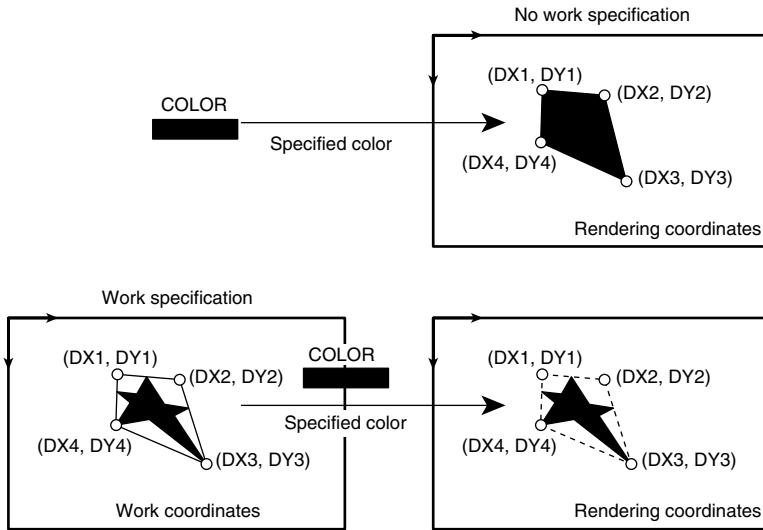 No work specification
(DX1, DY1)
(DX2, DY2)
COLOR
Specified color
(DX4, DY4)
(DX3, DY3)
Rendering coordinates
Work specification
(DX1, DY1)
(DX2, DY2)
COLOR
Specified color
(DX4, DY4)
(DX3, DY3)
Work coordinates
(DX1, DY1)
(DX2, DY2)
(DX4, DY4)
(DX3, DY3)
Rendering coordinates